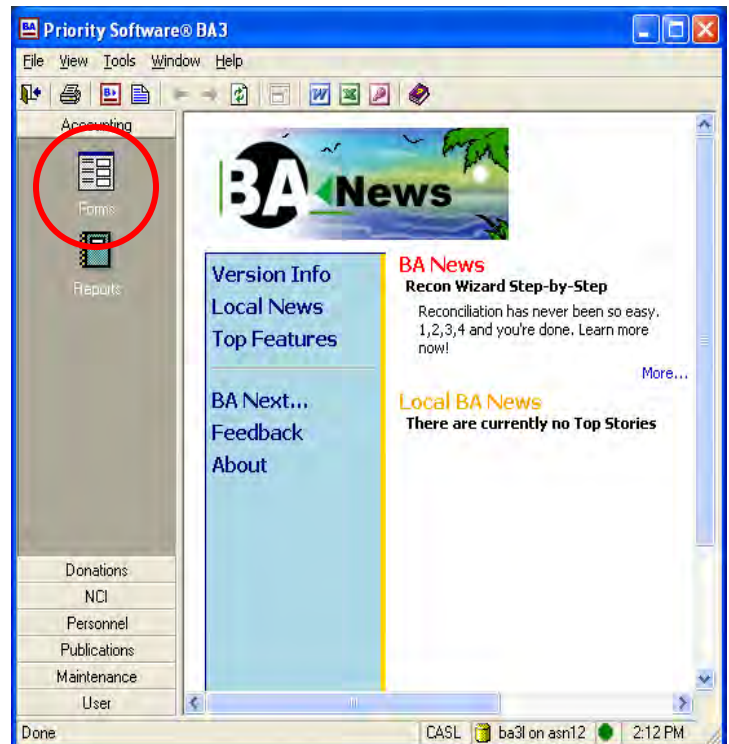 BA Priority Software® BA3
File View Tools Window Help
Accounting
Forms
Reports
BA News
Version Info
Local News
Top Features
BA Next...
Feedback
About
BA News
Recon Wizard Step-by-Step
Reconciliation has never been so easy.
1,2,3,4 and you're done. Learn more
now!
More...
Local BA News
There are currently no Top Stories
Donations
NCI
Personnel
Publications
Maintenance
User
Done CASL ba3l on asn12 2:12 PM